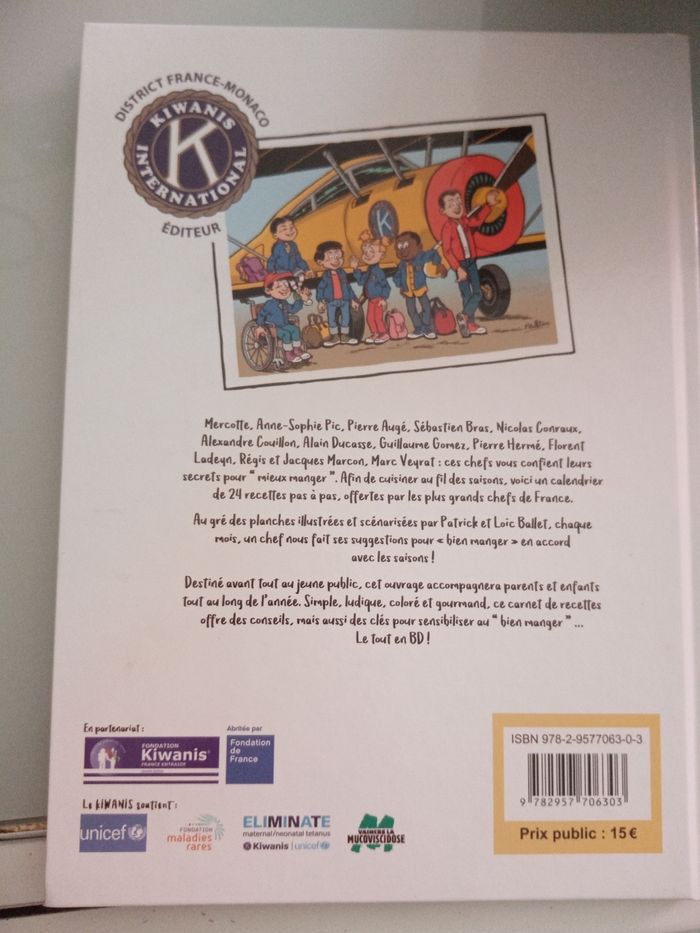 DISTRICT FRANCE-MONACO
KIWANIS
K
INTERNATIONAL
ÉDITEUR
K
Mercotte, Anne-Sophie Pic, Pierre Augé, Sébastien Bras, Nicolas Conraux,
Alexandre Couillon, Alain Ducasse, Guillaume Gomez, Pierre Hermé, Florent
Ladeyn, Régis et Jacques Marcon, Marc Veyrat : ces chefs vous confient leurs
secrets pour “ mieux manger ”. Afin de cuisiner au fil des saisons, voici un calendrier
de 24 recettes pas à pas, offertes par les plus grands chefs de France.
Au gré des planches illustrées et scénarisées par Patrick et Loïc Ballet, chaque
mois, un chef nous fait ses suggestions pour « bien manger » en accord
avec les saisons !
Destiné avant tout au jeune public, cet ouvrage accompagnera parents et enfants
tout au long de l’année. Simple, ludique, coloré et gourmand, ce carnet de recettes
offre des conseils, mais aussi des clés pour sensibiliser au “ bien manger ” ...
Le tout en BD !
En partenariat :
FONDATION
Kiwanis
FRANCE ENTRAIDE
Abritée par
Fondation
de
France
Le KIWANIS soutient :
unicef
FONDATION
maladies
rares
ELIMINATE
maternal/neonatal tetanus
Kiwanis | unicef
VAINCRE LA
MUCOVISCIDOSE
ISBN 978-2-9577063-0-3
9 782957 706303
Prix public : 15 €